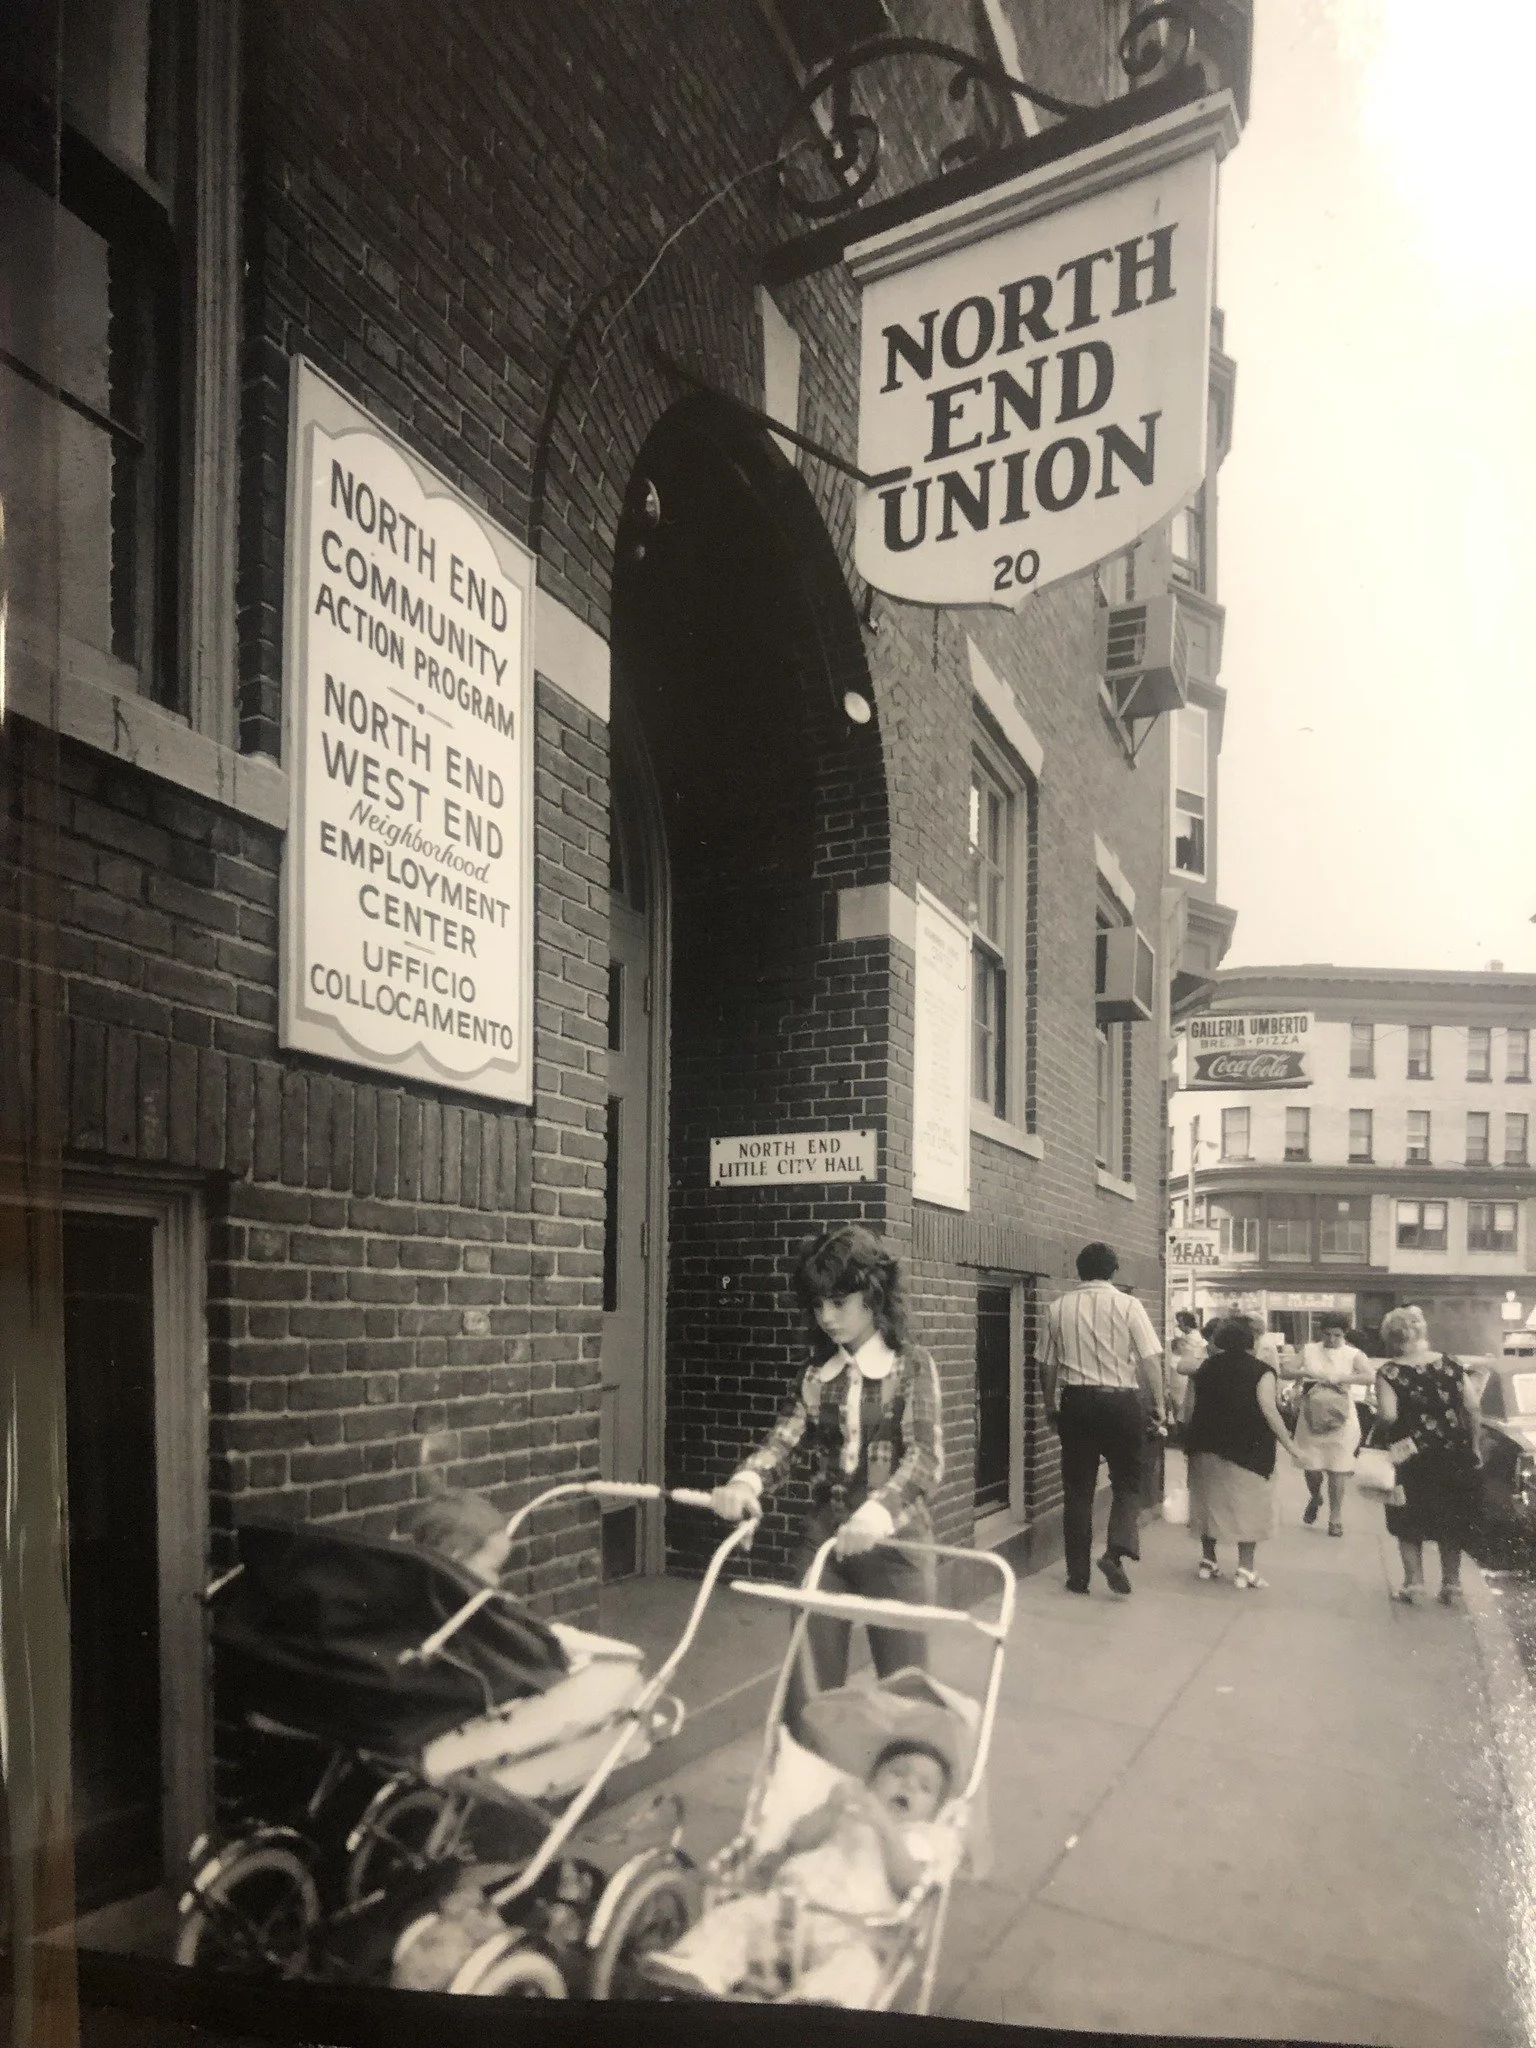 NORTH
END
UNION
20
NORTH END
COMMUNITY
ACTION PROGRAM
NORTH END
WEST END
Neighborhood
EMPLOYMENT
CENTER
UFFICIO
COLLOCAMENTO
NORTH END
LITTLE CITY HALL
GALLERIA UMBERTO
PIZZA
Coca-Cola
MEAT
MARKET